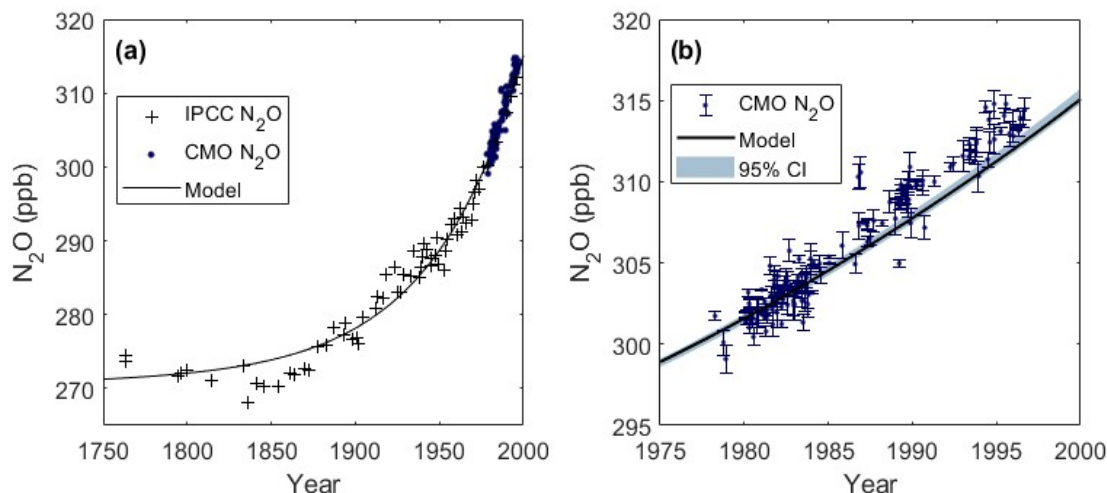 (a)
320
310
300
290
280
270
N₂O (ppb)
IPCC N₂O
CMO N₂O
Model
1750
1800
1850
1900
1950
2000
Year
(b)
320
315
310
305
300
295
N₂O (ppb)
CMO N₂O
Model
95% CI
1975
1980
1985
1990
1995
2000
Year